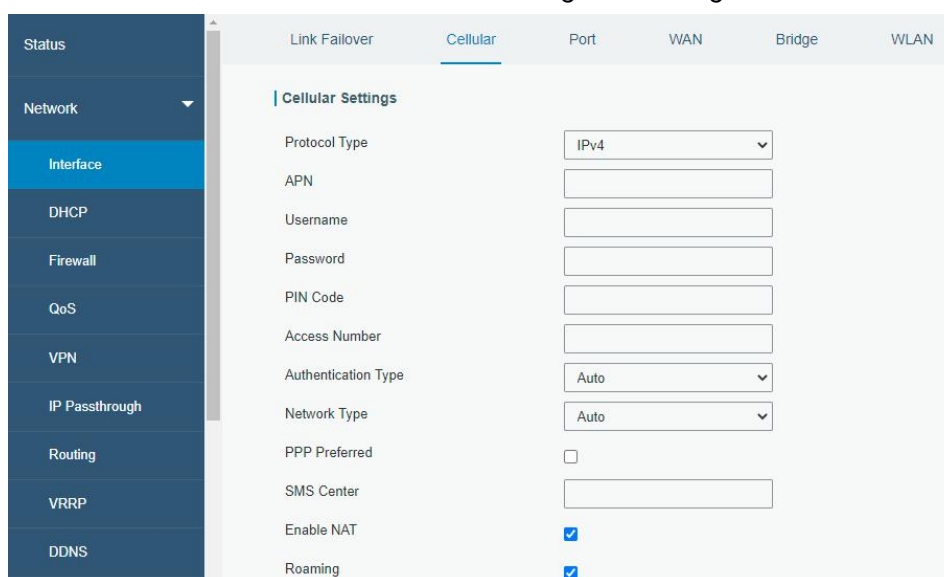 Status
Network
Interface
DHCP
Firewall
QoS
VPN
IP Passthrough
Routing
VRRP
DDNS
Link Failover Cellular Port WAN Bridge WLAN
Cellular Settings
Protocol Type IPv4
APN
Username
Password
PIN Code
Access Number
Authentication Type Auto
Network Type Auto
PPP Preferred
SMS Center
Enable NAT
Roaming